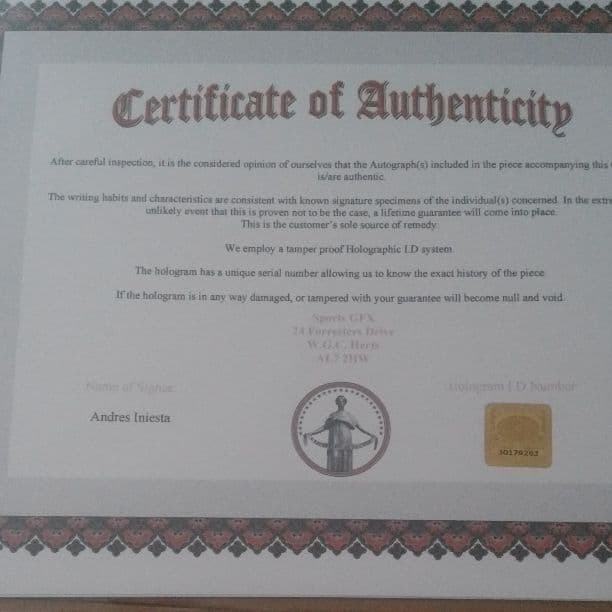 Certificate of Authenticity
After careful inspection, it is the considered opinion of ourselves that the Autograph(s) included in the piece accompanying this
is/are authentic.
The writing habits and characteristics are consistent with known signature specimens of the individual(s) concerned. In the extre
unlikely event that this is proven not to be the case, a lifetime guarantee will come into place.
This is the customer's sole source of remedy.
We employ a tamper proof Holographic I.D system.
The hologram has a unique serial number allowing us to know the exact history of the piece.
If the hologram is in any way damaged, or tampered with your guarantee will become null and void.
Sports GFX
24 Forresters Drive
W.G.C. Herts
AL7 2HW
Name of Signee
Hologram I D Number
Andres Iniesta
30179263